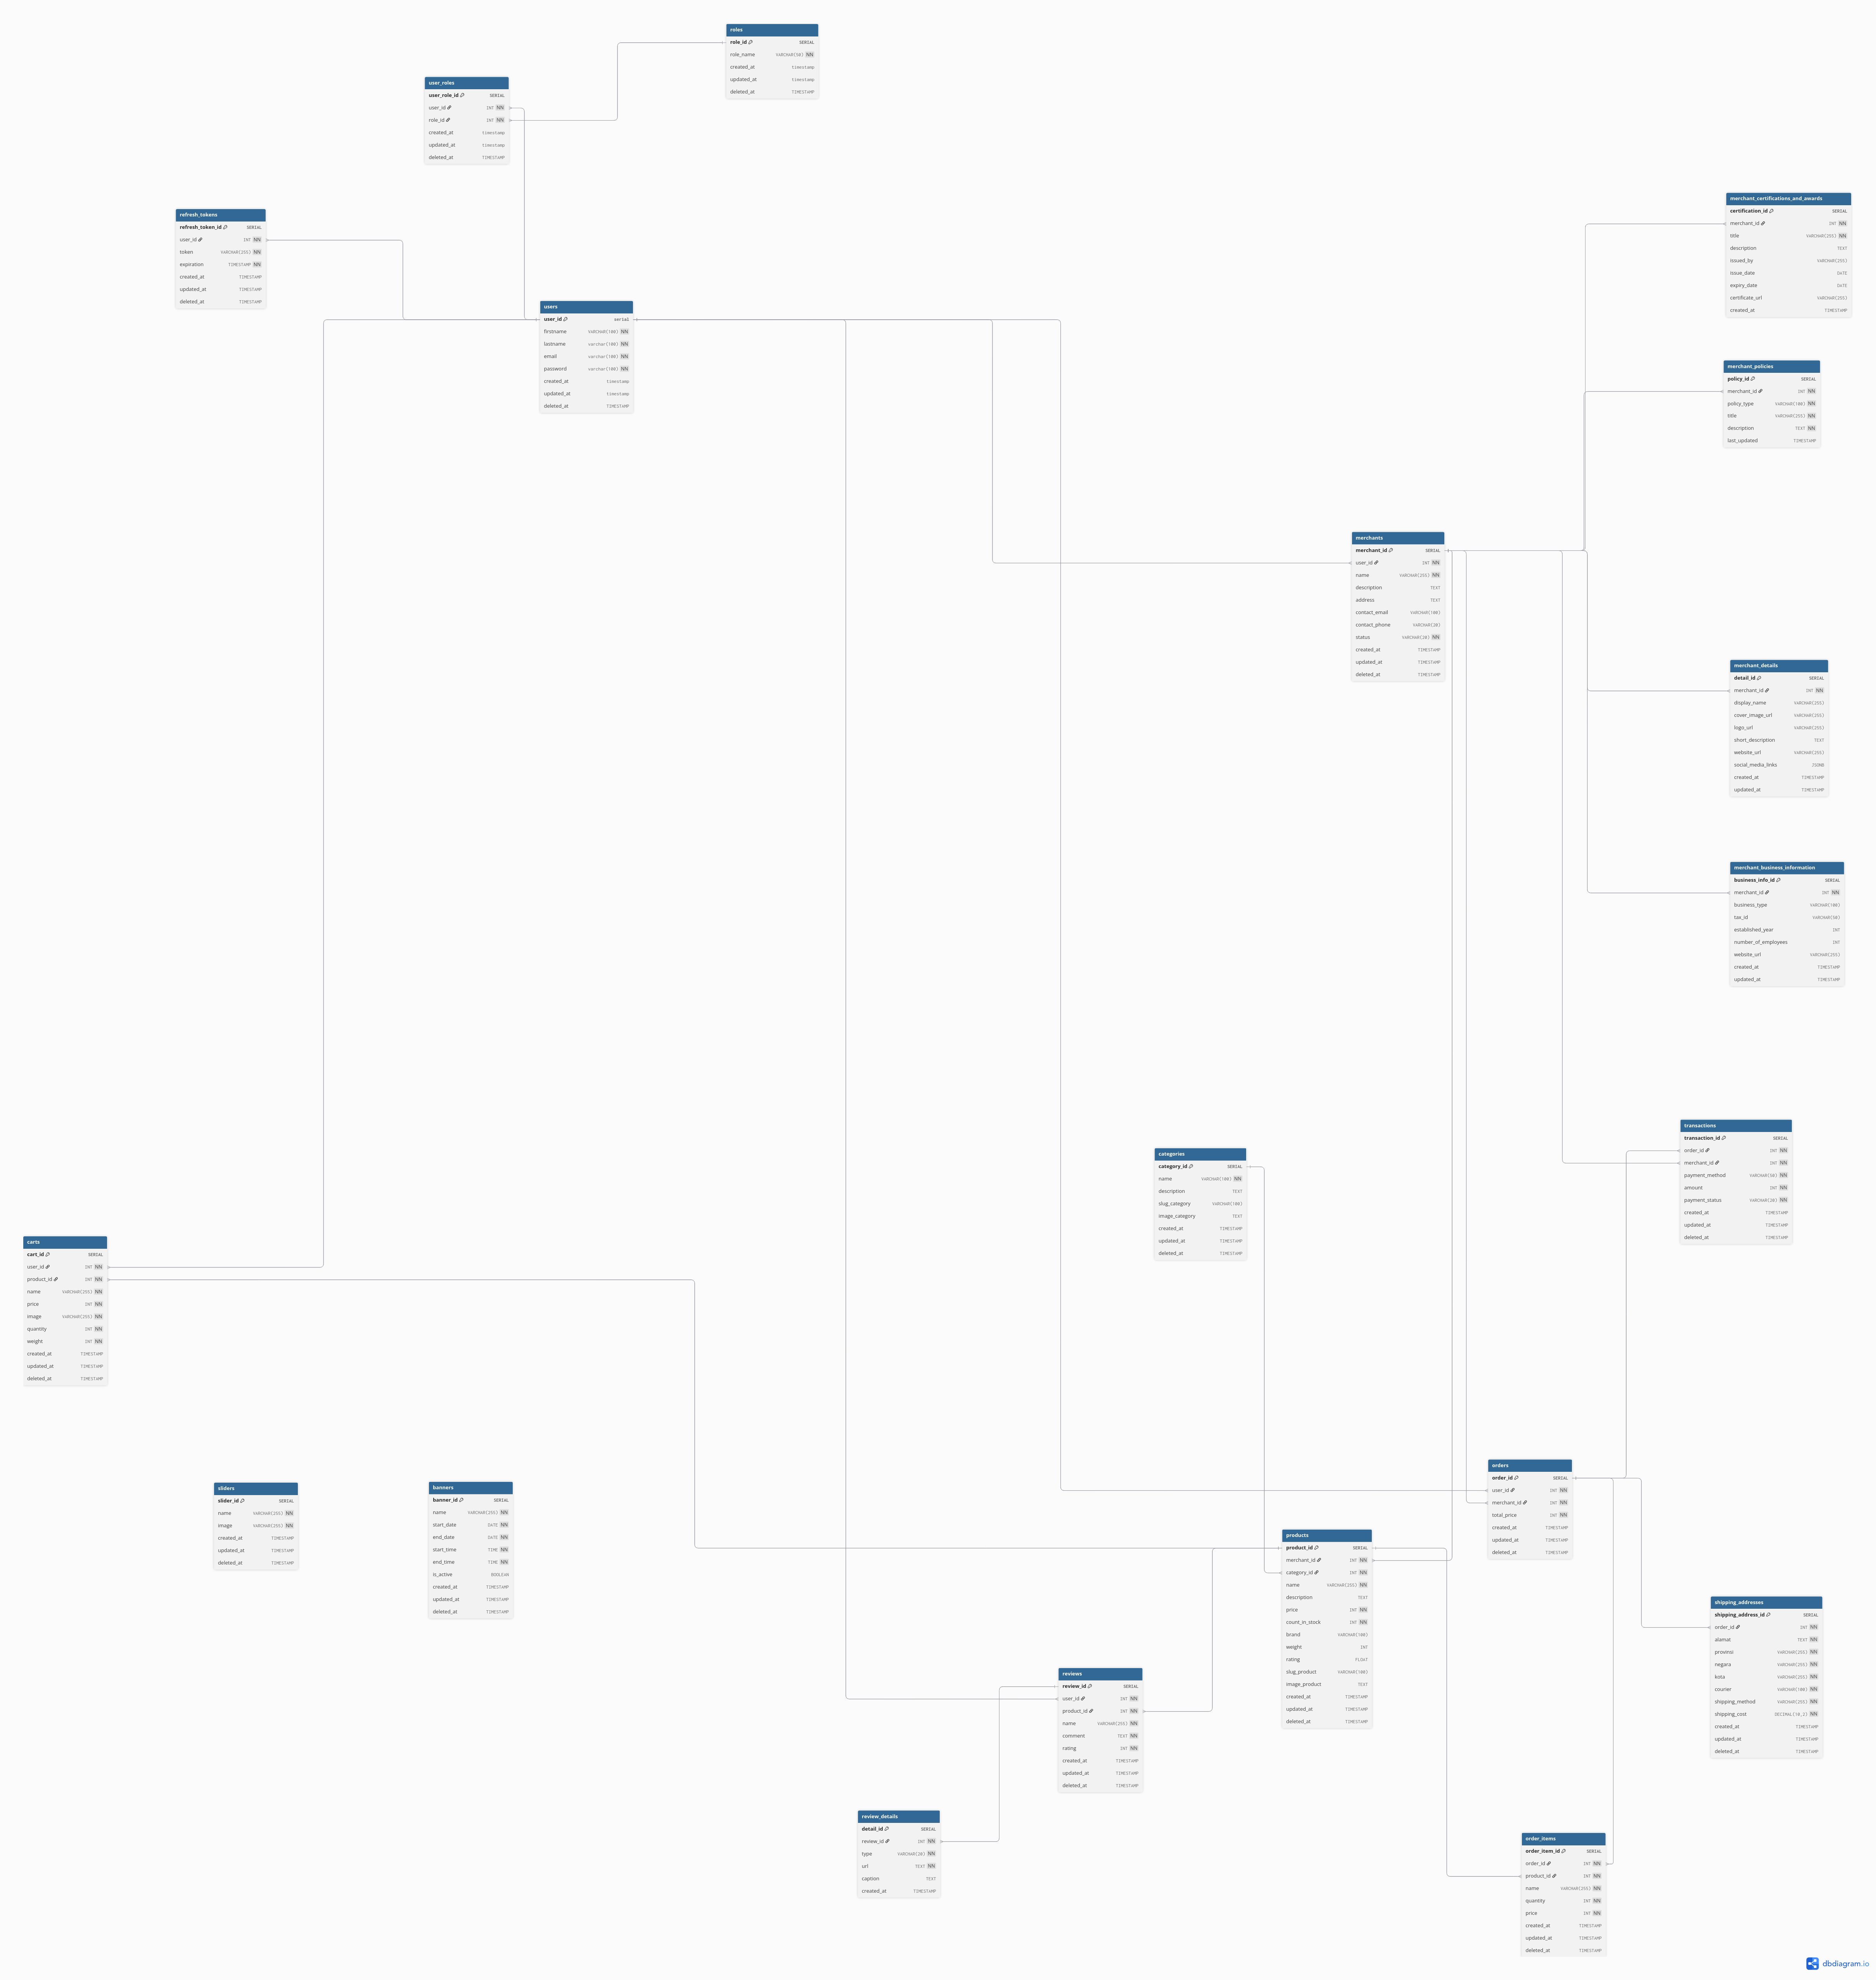 roles
role_id SERIAL
role_name VARCHAR(50) NN
created_at timestamp
updated_at timestamp
deleted_at TIMESTAMP
user_roles
user_role_id SERIAL
user_id INT NN
role_id INT NN
created_at timestamp
updated_at timestamp
deleted_at TIMESTAMP
refresh_tokens
refresh_token_id SERIAL
user_id INT NN
token VARCHAR(255) NN
expiration TIMESTAMP NN
created_at TIMESTAMP
updated_at TIMESTAMP
deleted_at TIMESTAMP
users
user_id serial
firstname VARCHAR(100) NN
lastname varchar(100) NN
email varchar(100) NN
password varchar(100) NN
created_at timestamp
updated_at timestamp
deleted_at TIMESTAMP
merchant_certifications_and_awards
certification_id SERIAL
merchant_id INT NN
title VARCHAR(255) NN
description TEXT
issued_by VARCHAR(255)
issue_date DATE
expiry_date DATE
certificate_url VARCHAR(255)
created_at TIMESTAMP
merchant_policies
policy_id SERIAL
merchant_id INT NN
policy_type VARCHAR(100) NN
title VARCHAR(255) NN
description TEXT NN
last_updated TIMESTAMP
merchants
merchant_id SERIAL
user_id INT NN
name VARCHAR(255) NN
description TEXT
address TEXT
contact_email VARCHAR(100)
contact_phone VARCHAR(20)
status VARCHAR(20) NN
created_at TIMESTAMP
updated_at TIMESTAMP
deleted_at TIMESTAMP
merchant_details
detail_id SERIAL
merchant_id INT NN
display_name VARCHAR(255)
cover_image_url VARCHAR(255)
logo_url VARCHAR(255)
short_description TEXT
website_url VARCHAR(255)
social_media_links JSONB
created_at TIMESTAMP
updated_at TIMESTAMP
merchant_business_information
business_info_id SERIAL
merchant_id INT NN
business_type VARCHAR(100)
tax_id VARCHAR(50)
established_year INT
number_of_employees INT
website_url VARCHAR(255)
created_at TIMESTAMP
updated_at TIMESTAMP
transactions
transaction_id SERIAL
order_id INT NN
merchant_id INT NN
payment_method VARCHAR(50) NN
amount INT NN
payment_status VARCHAR(20) NN
created_at TIMESTAMP
updated_at TIMESTAMP
deleted_at TIMESTAMP
categories
category_id SERIAL
name VARCHAR(100) NN
description TEXT
slug_category VARCHAR(100)
image_category TEXT
created_at TIMESTAMP
updated_at TIMESTAMP
deleted_at TIMESTAMP
carts
cart_id SERIAL
user_id INT NN
product_id INT NN
name VARCHAR(255) NN
price INT NN
image VARCHAR(255) NN
quantity INT NN
weight INT NN
created_at TIMESTAMP
updated_at TIMESTAMP
deleted_at TIMESTAMP
sliders
slider_id SERIAL
name VARCHAR(255) NN
image VARCHAR(255) NN
created_at TIMESTAMP
updated_at TIMESTAMP
deleted_at TIMESTAMP
banners
banner_id SERIAL
name VARCHAR(255) NN
start_date DATE NN
end_date DATE NN
start_time TIME NN
end_time TIME NN
is_active BOOLEAN
created_at TIMESTAMP
updated_at TIMESTAMP
deleted_at TIMESTAMP
orders
order_id SERIAL
user_id INT NN
merchant_id INT NN
total_price INT NN
created_at TIMESTAMP
updated_at TIMESTAMP
deleted_at TIMESTAMP
products
product_id SERIAL
merchant_id INT NN
category_id INT NN
name VARCHAR(255) NN
description TEXT
price INT NN
count_in_stock INT NN
brand VARCHAR(100)
weight INT
rating FLOAT
slug_product VARCHAR(100)
image_product TEXT
created_at TIMESTAMP
updated_at TIMESTAMP
deleted_at TIMESTAMP
shipping_addresses
shipping_address_id SERIAL
order_id INT NN
alamat TEXT NN
provinsi VARCHAR(255) NN
negara VARCHAR(255) NN
kota VARCHAR(255) NN
courier VARCHAR(100) NN
shipping_method VARCHAR(255) NN
shipping_cost DECIMAL(10,2) NN
created_at TIMESTAMP
updated_at TIMESTAMP
deleted_at TIMESTAMP
reviews
review_id SERIAL
user_id INT NN
product_id INT NN
name VARCHAR(255) NN
comment TEXT NN
rating INT NN
created_at TIMESTAMP
updated_at TIMESTAMP
deleted_at TIMESTAMP
review_details
detail_id SERIAL
review_id INT NN
type VARCHAR(20) NN
url TEXT NN
caption TEXT
created_at TIMESTAMP
order_items
order_item_id SERIAL
order_id INT NN
product_id INT NN
name VARCHAR(255) NN
quantity INT NN
price INT NN
created_at TIMESTAMP
updated_at TIMESTAMP
deleted_at TIMESTAMP
dbdiagram.io